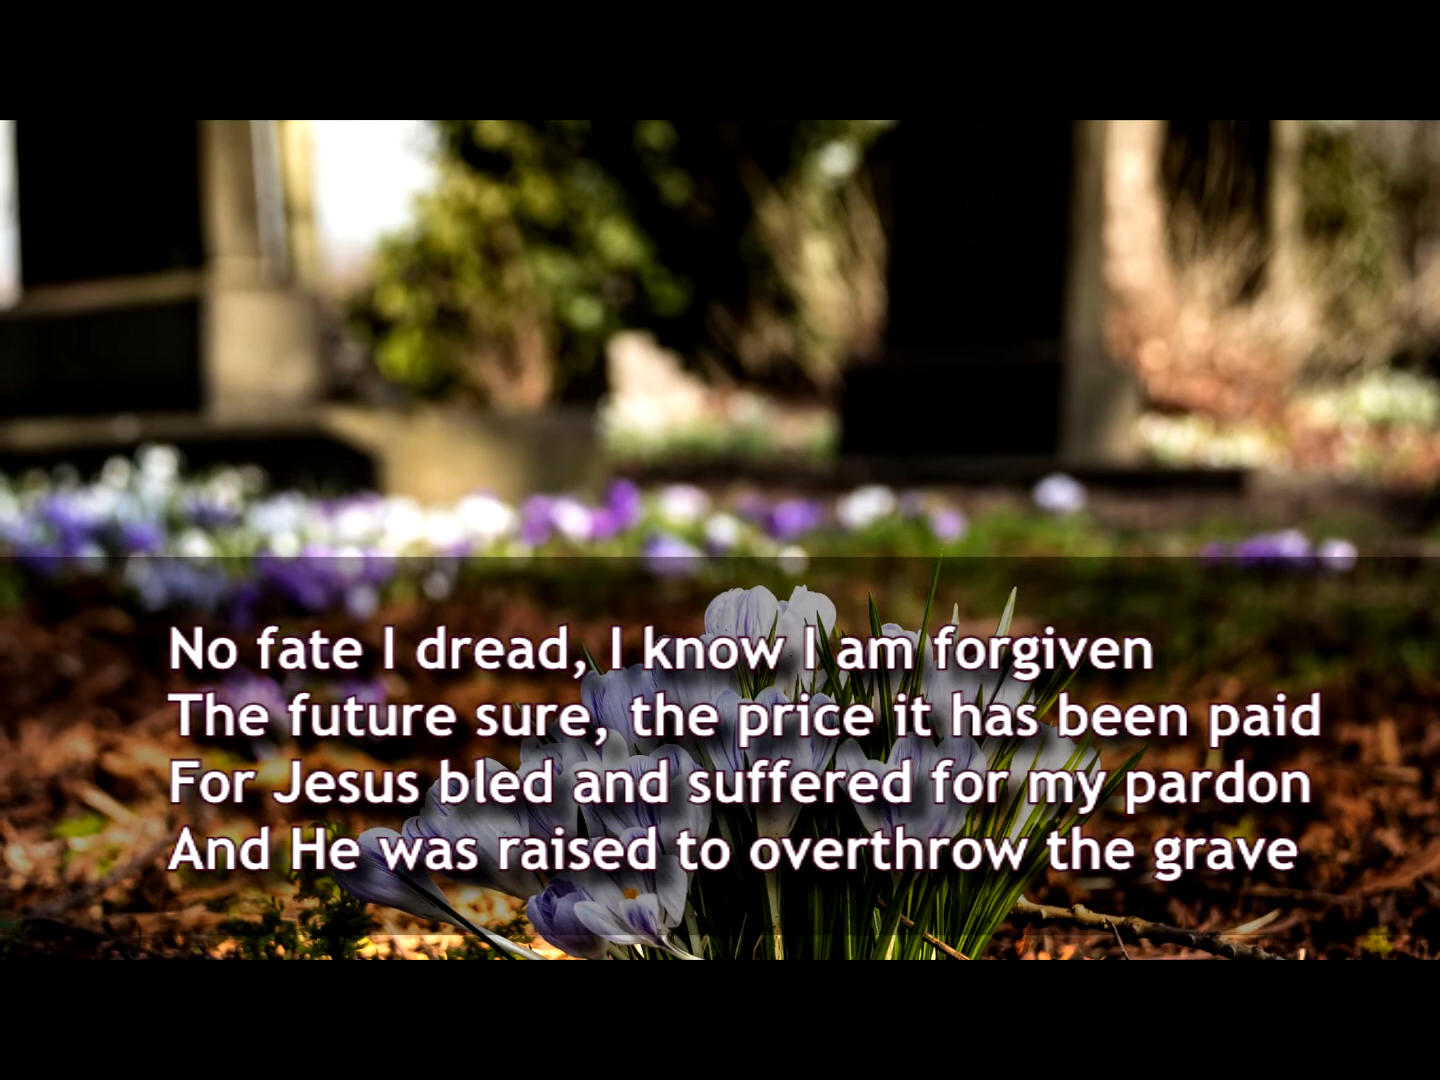 No fate I dread, I know I am forgiven
The future sure, the price it has been paid
For Jesus bled and suffered for my pardon
And He was raised to overthrow the grave